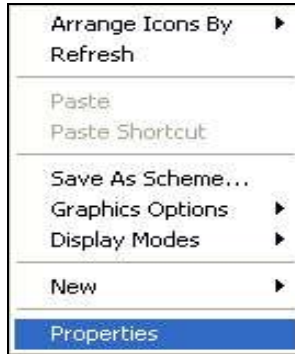 Arrange Icons By
Refresh
Paste
Paste Shortcut
Save As Scheme...
Graphics Options
Display Modes
New
Properties